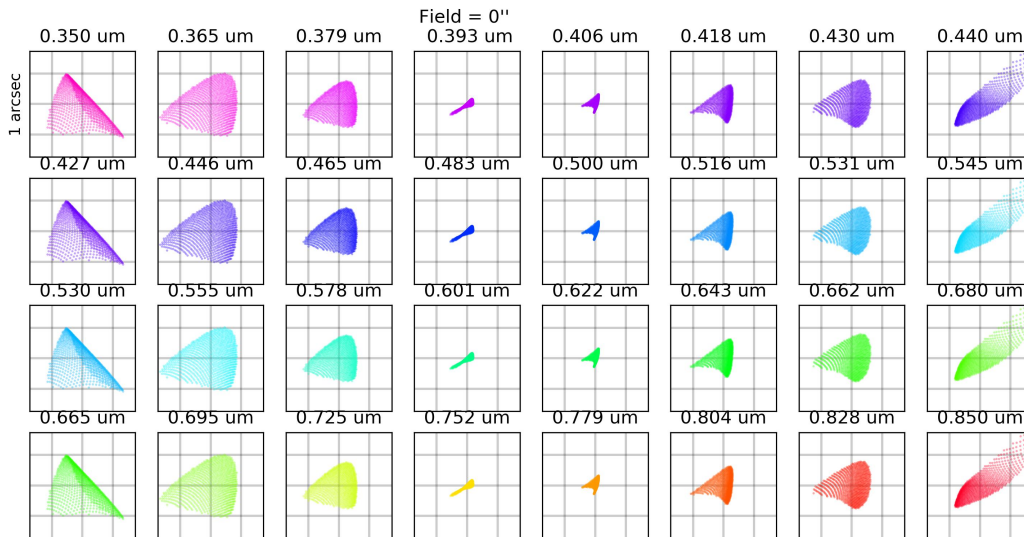 Field = 0''
0.350 um 0.365 um 0.379 um 0.393 um 0.406 um 0.418 um 0.430 um 0.440 um
1 arcsec
0.427 um 0.446 um 0.465 um 0.483 um 0.500 um 0.516 um 0.531 um 0.545 um
0.530 um 0.555 um 0.578 um 0.601 um 0.622 um 0.643 um 0.662 um 0.680 um
0.665 um 0.695 um 0.725 um 0.752 um 0.779 um 0.804 um 0.828 um 0.850 um